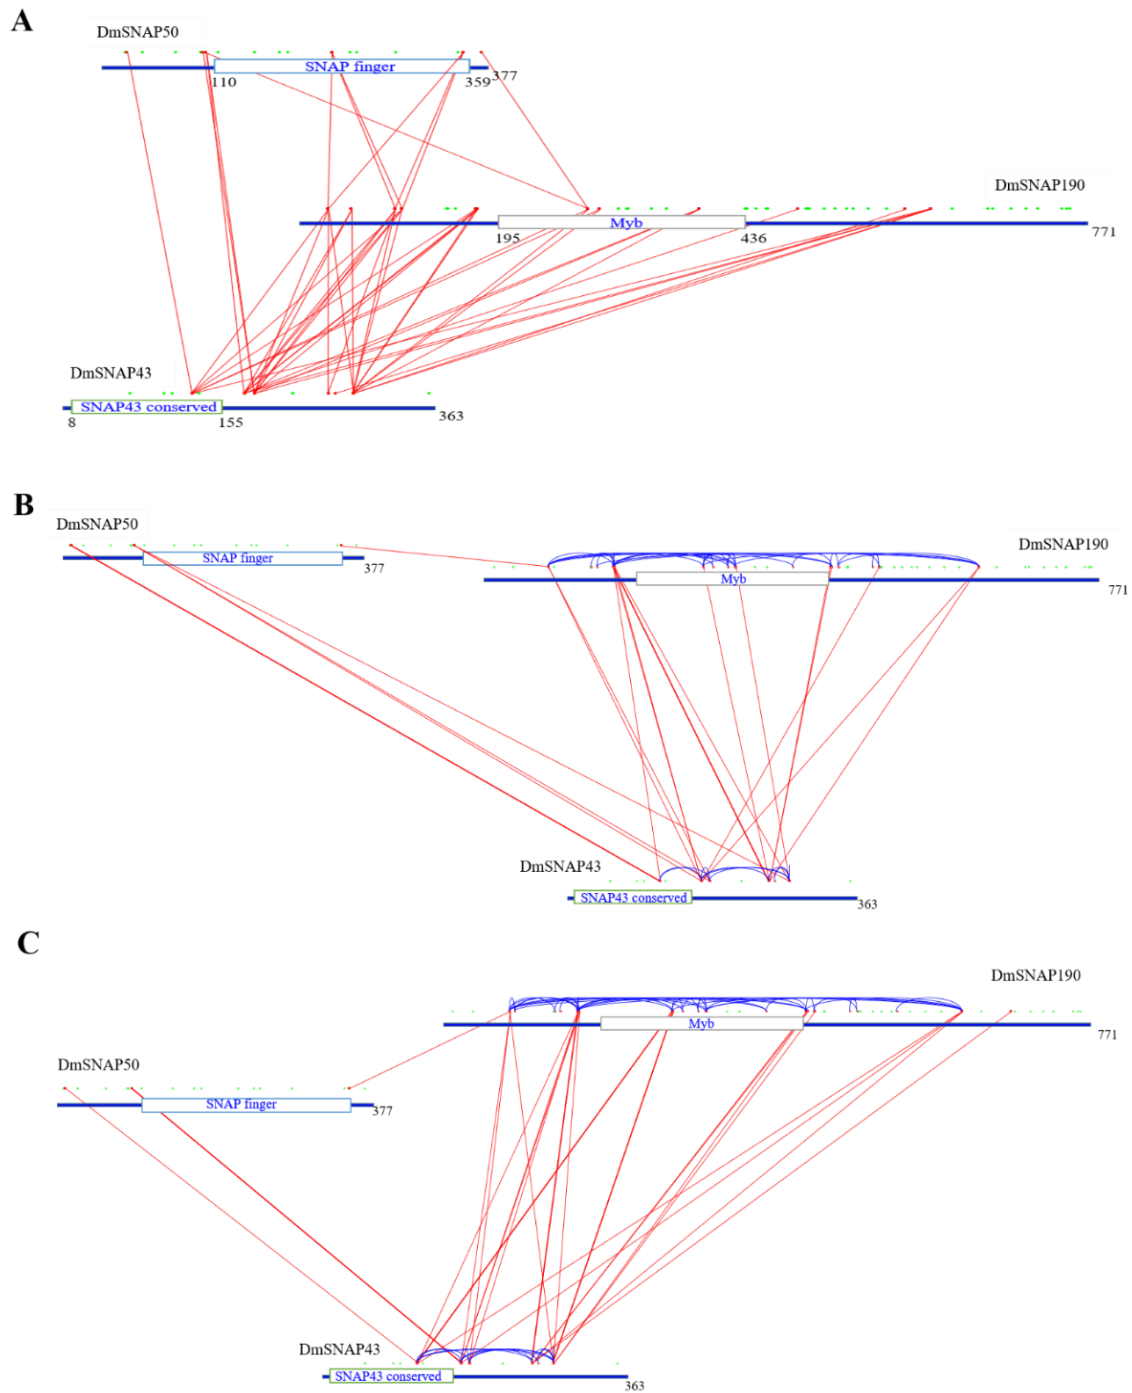 A
DmSNAP50
SNAP finger
110
359
377
DmSNAP190
Myb
195
436
771
DmSNAP43
SNAP43 conserved
8
155
363
B
DmSNAP50
SNAP finger
377
DmSNAP190
Myb
771
DmSNAP43
SNAP43 conserved
363
C
DmSNAP190
Myb
771
DmSNAP50
SNAP finger
377
DmSNAP43
SNAP43 conserved
363